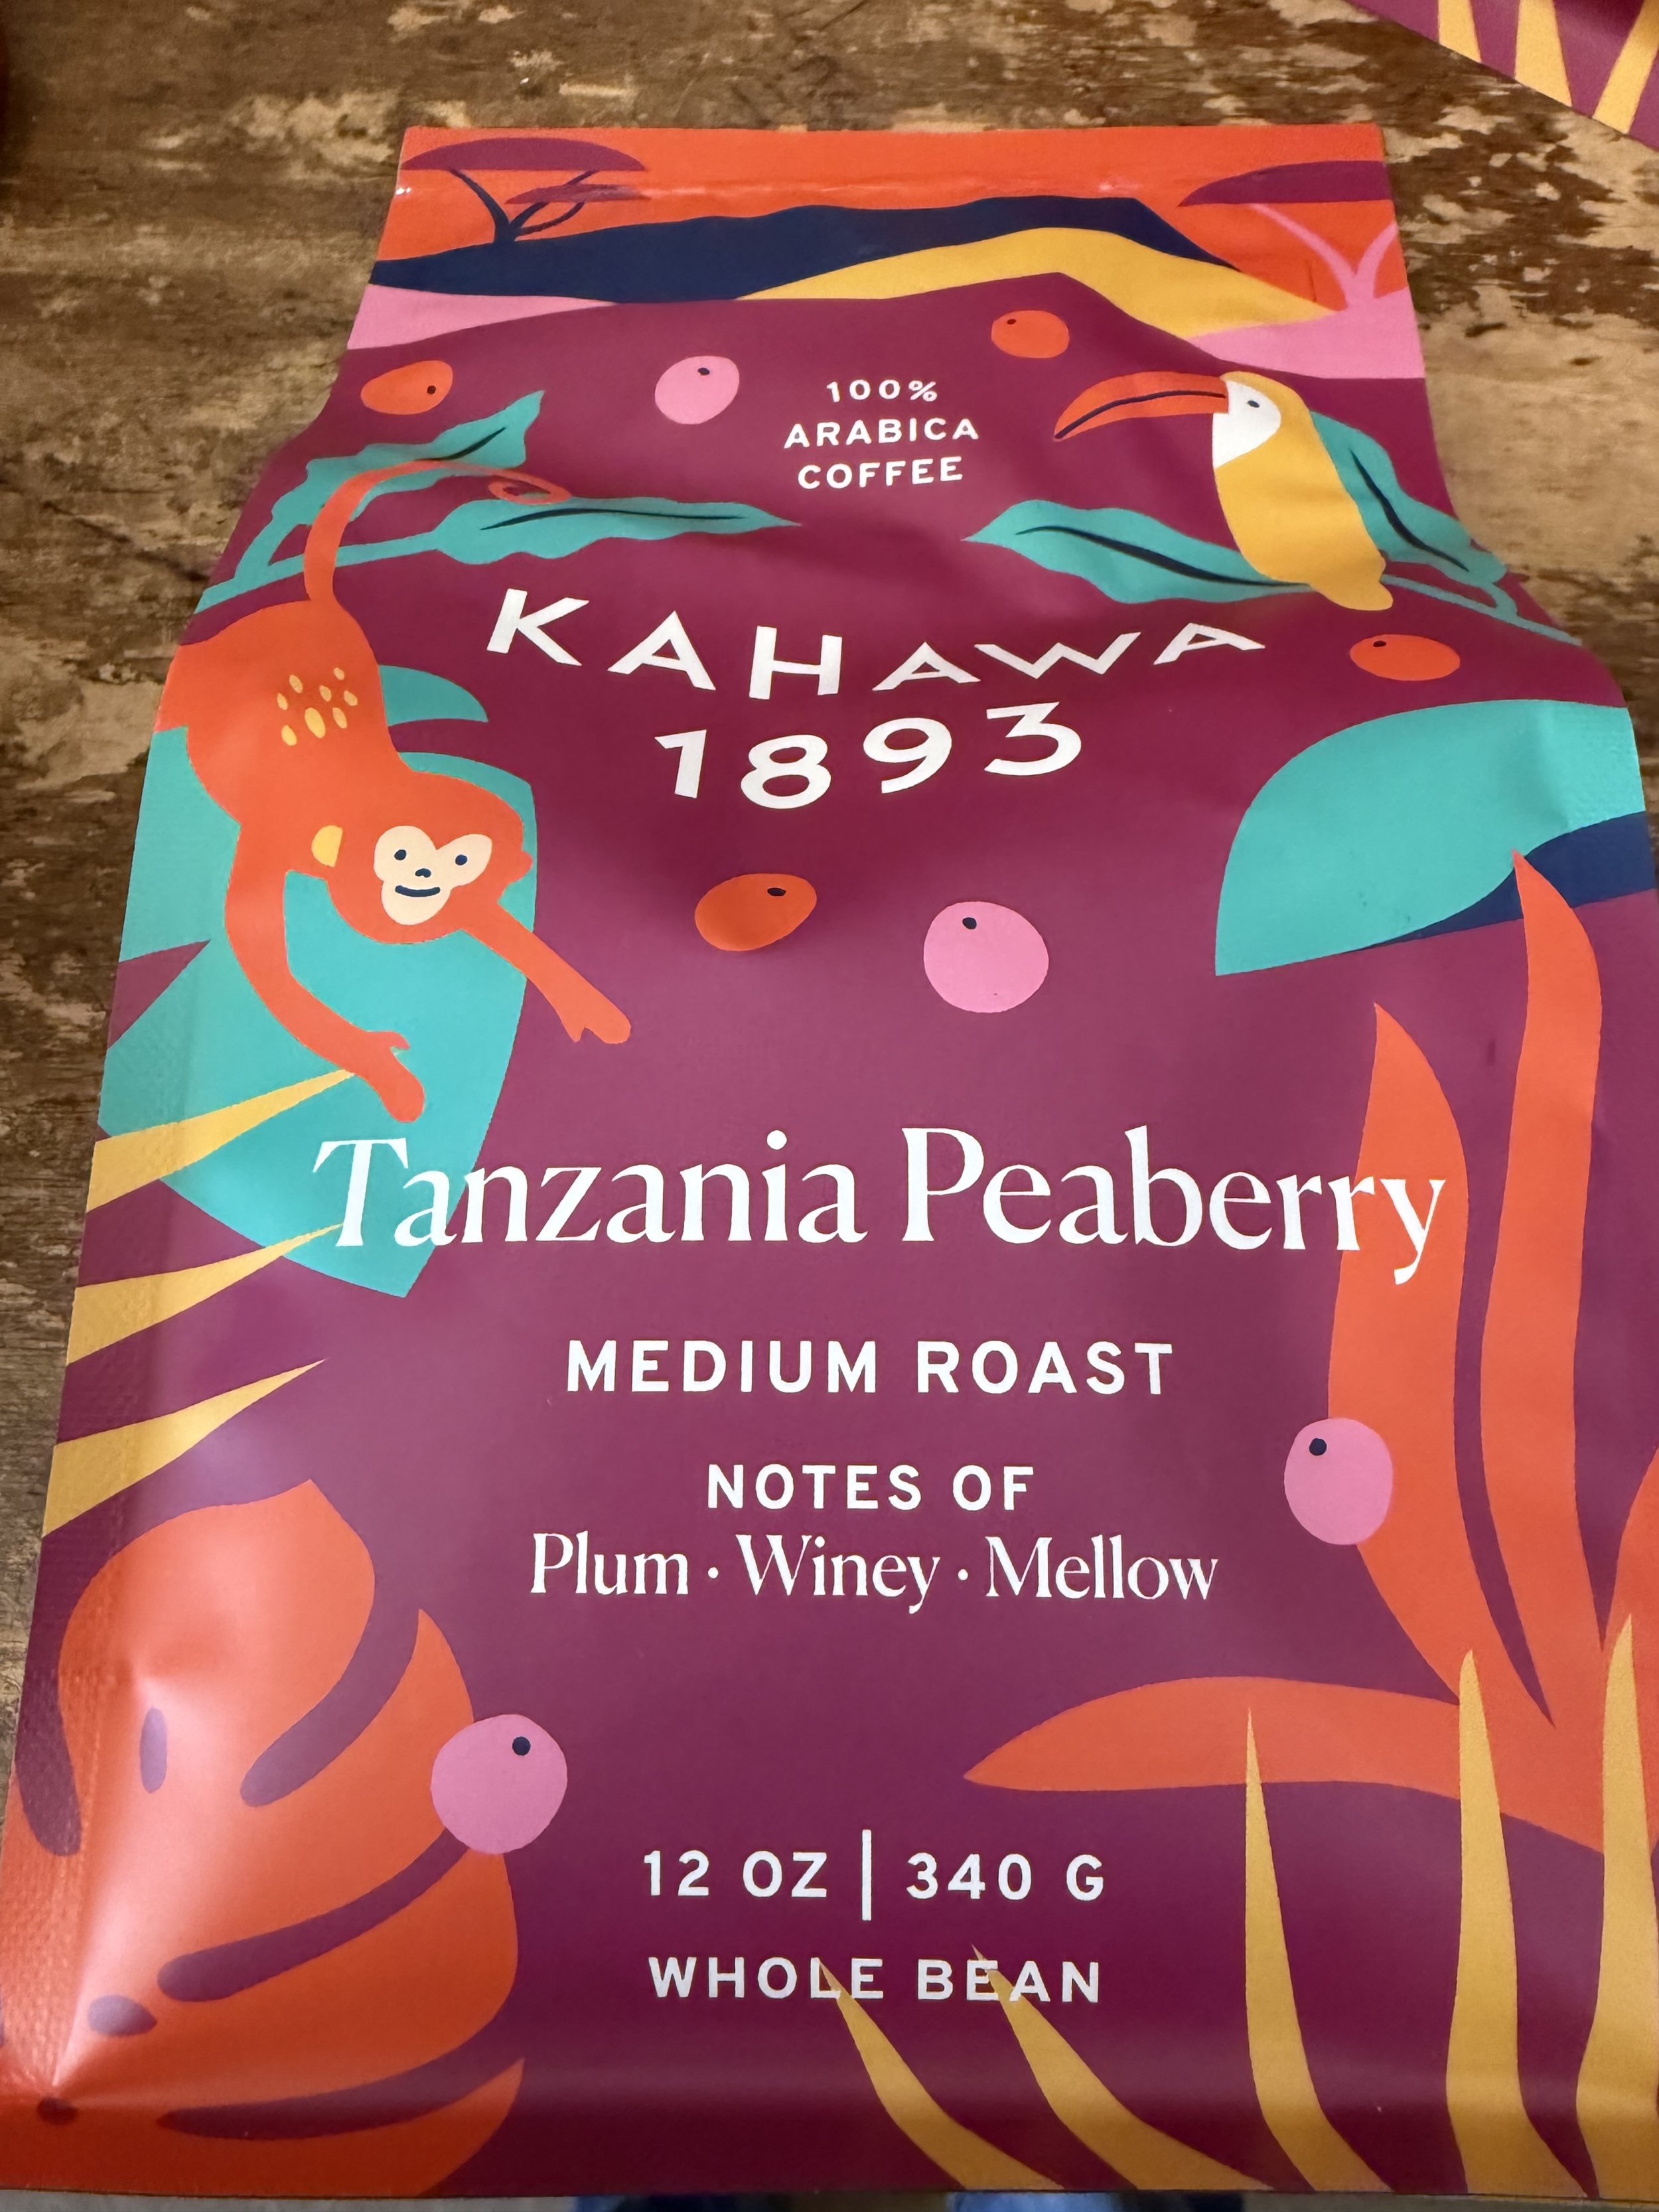 100%
ARABICA
COFFEE
KAHAWA
1893
Tanzania Peaberry
MEDIUM ROAST
NOTES OF
Plum · Winey · Mellow
12 OZ | 340 G
WHOLE BEAN